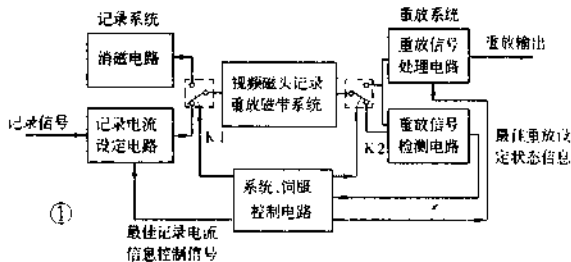 记录系统
重放系统
消磁电路
视频磁头记录
重放磁带系统
重放信号
处理电路
重放输出
记录信号
记录电流
设定电路
K1
K2
重放信号
检测电路
最佳重放设
定状态信息
系统、伺服
控制电路
①
最佳记录电流
信息控制信号